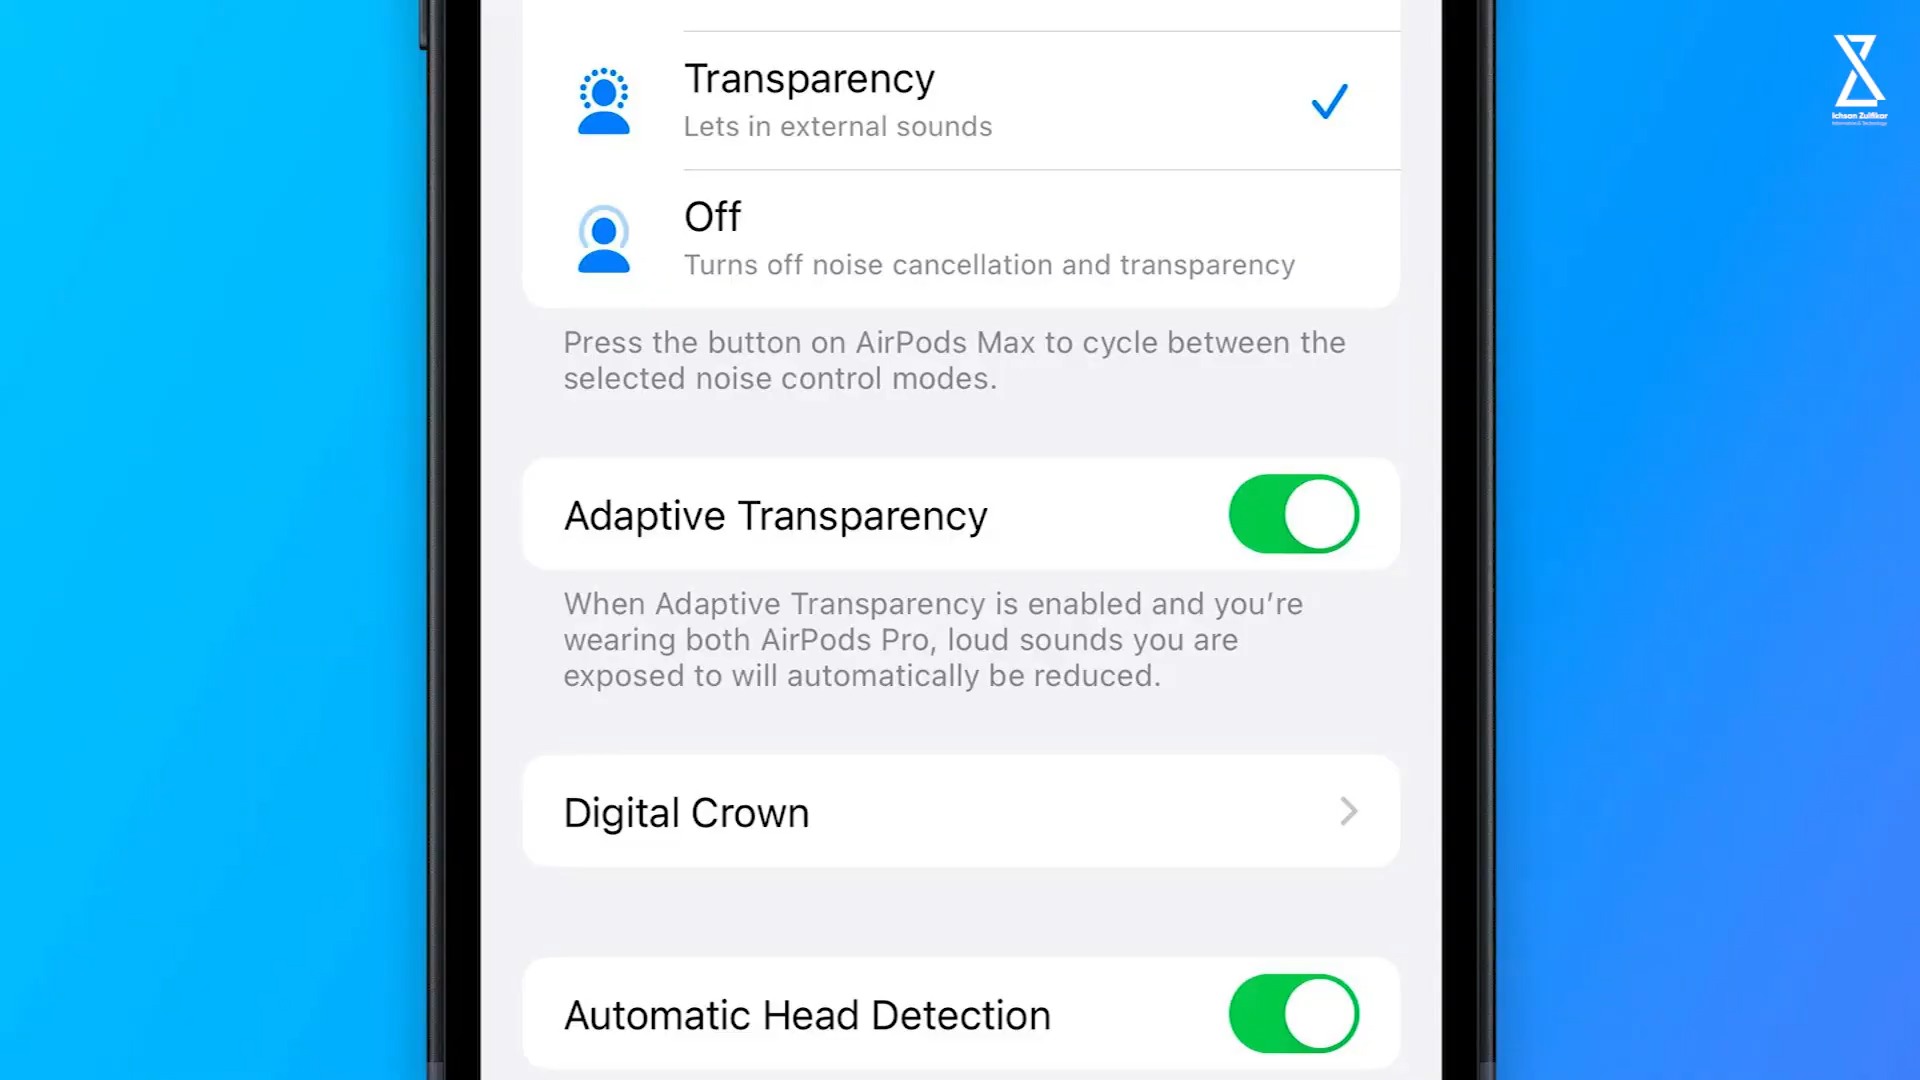 Transparency
Lets in external sounds
Off
Turns off noise cancellation and transparency
Press the button on AirPods Max to cycle between the
selected noise control modes.
Adaptive Transparency
When Adaptive Transparency is enabled and you’re
wearing both AirPods Pro, loud sounds you are
exposed to will automatically be reduced.
Digital Crown
Automatic Head Detection
Ichsan Zulfikar